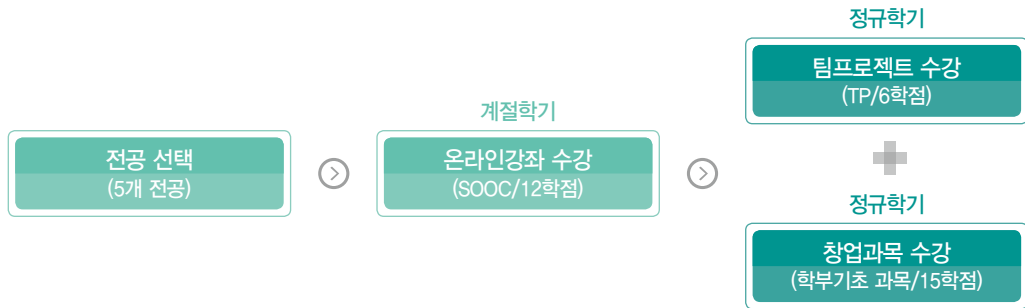 전공 선택
(5개 전공)
계절학기
온라인강좌 수강
(SOOC/12학점)
정규학기
팀프로젝트 수강
(TP/6학점)
정규학기
창업과목 수강
(학부기초 과목/15학점)